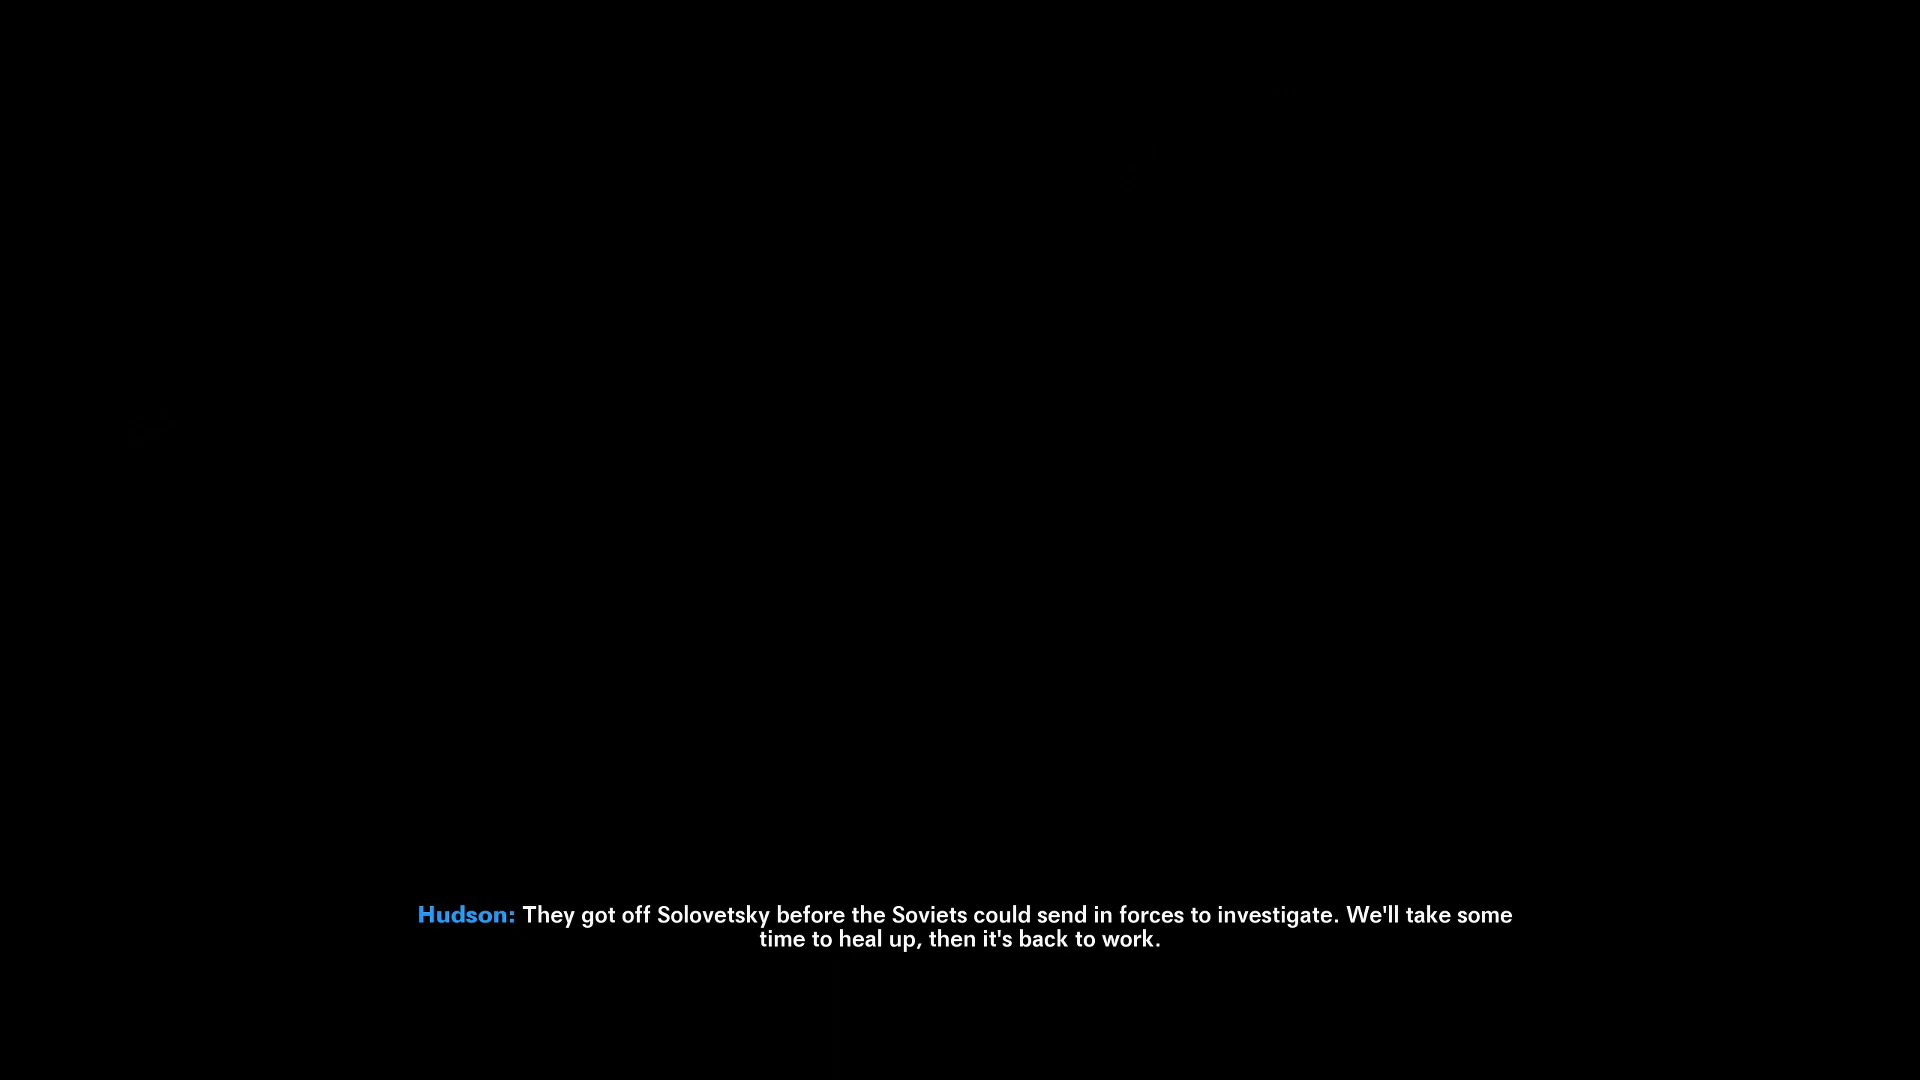 Hudson: They got off Solovetsky before the Soviets could send in forces to investigate. We'll take some
time to heal up, then it's back to work.